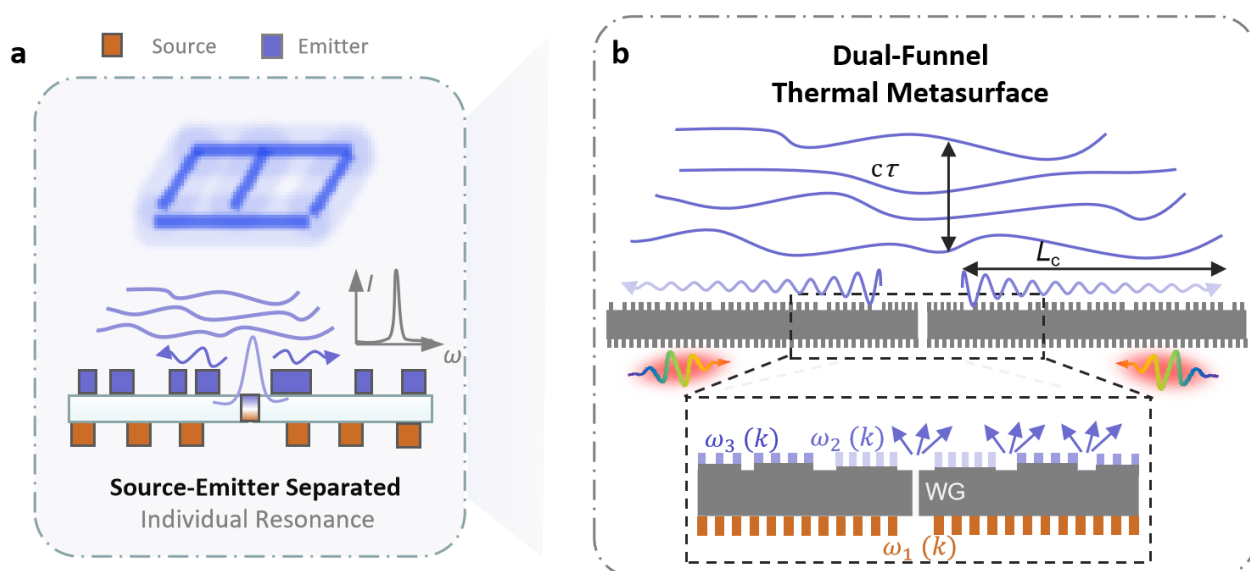 a
Source
Emitter
I
ω
Source-Emitter Separated
Individual Resonance
b
Dual-Funnel
Thermal Metasurface
cτ
Lc
ω₃ (k)
ω₂ (k)
WG
ω₁ (k)